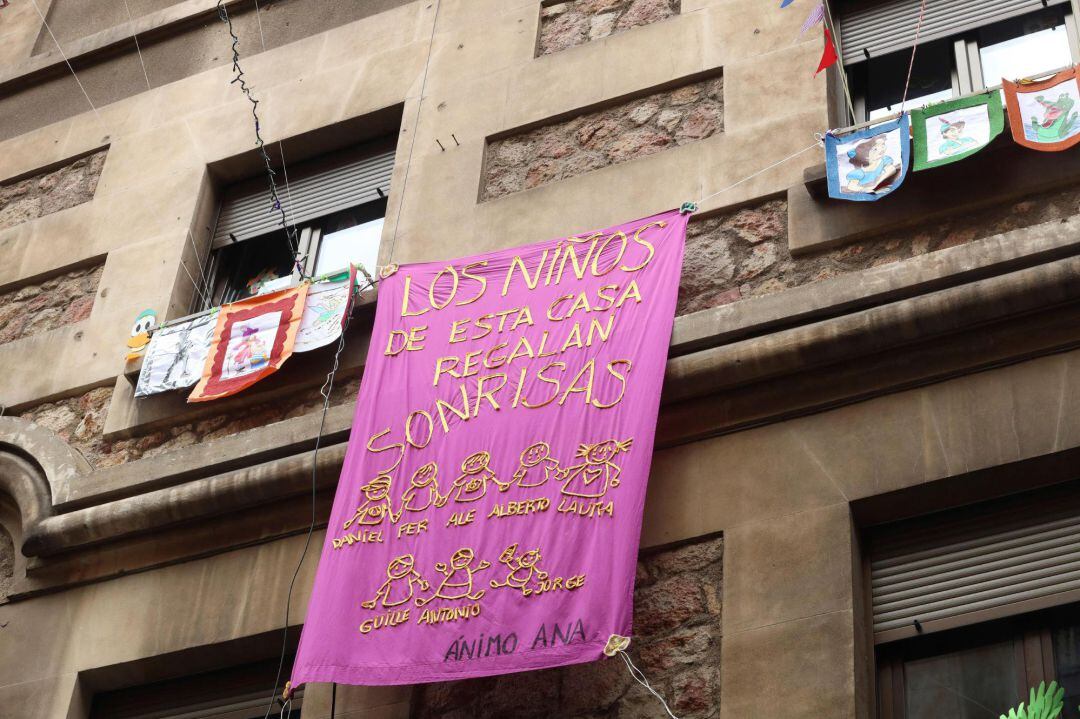 LOS NIÑOS
DE ESTA CASA
REGALAN
SONRISAS
DANIEL FER ALE ALBERTO LAURA
GUILLE ANTONIO JORGE
ÁNIMO ANA